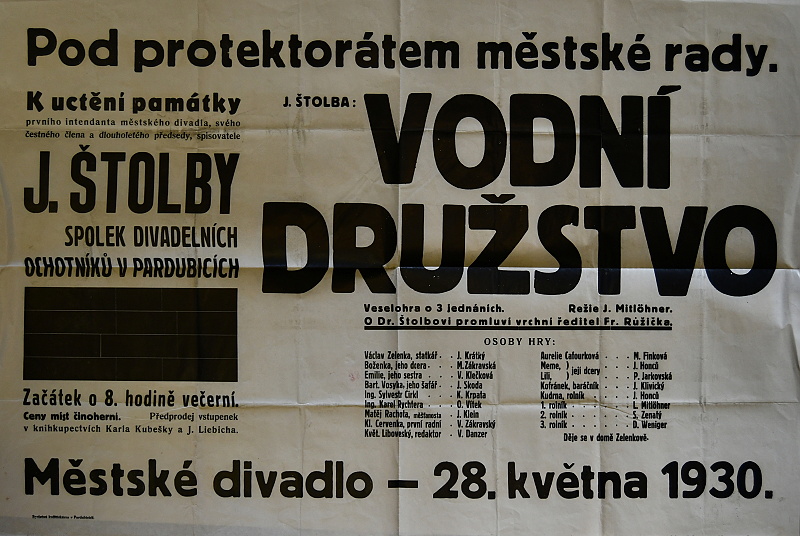 Pod protektorátem městské rady.
K uctění památky
prvního intendanta městského divadla, svého
čestného člena a dlouholetého předsedy, spisovatele
J. ŠTOLBY
SPOLEK DIVADELNÍCH
OCHOTNÍKŮ V PARDUBICÍCH
Začátek o 8. hodině večerní.
Ceny míst činoherní. Předprodej vstupenek
v knihkupectvích Karla Kubešky a J. Liebicha.
J. ŠTOLBA:
VODNÍ
DRUŽSTVO
Veselohra o 3 jednáních. Režie J. Mitlöhner.
O Dr. Štolbovi promluví vrchní ředitel Fr. Růžička.
OSOBY HRY:
Václav Zelenka, statkář . . J. Krátký
Boženka, jeho dcera . . M. Zákravská
Emilie, jeho sestra . . V. Klečková
Bart. Vosyka, jeho šafář . J. Skoda
Ing. Sylvestr Cirkl . . K. Krpata
Ing. Karel Rychtera . . O. Vítek
Matěj Rachota, měšťanosta . J. Klein
Kl. Červenka, první radní . V. Zákravský
Květ. Liboveský, redaktor . V. Danzer
Aurelie Cafourková . . . M. Finková
Meme, } její dcery . . . J. Honců
Lili, } . . . P. Jarkovská
Kofránek, baráčník . . . J. Klivický
Kudrna, rolník . . . J. Honců
1. rolník . . . L. Mitlöhner
2. rolník . . . S. Ženatý
3. rolník . . . D. Weniger
Děje se v domě Zelenkově.
Městské divadlo – 28. května 1930.